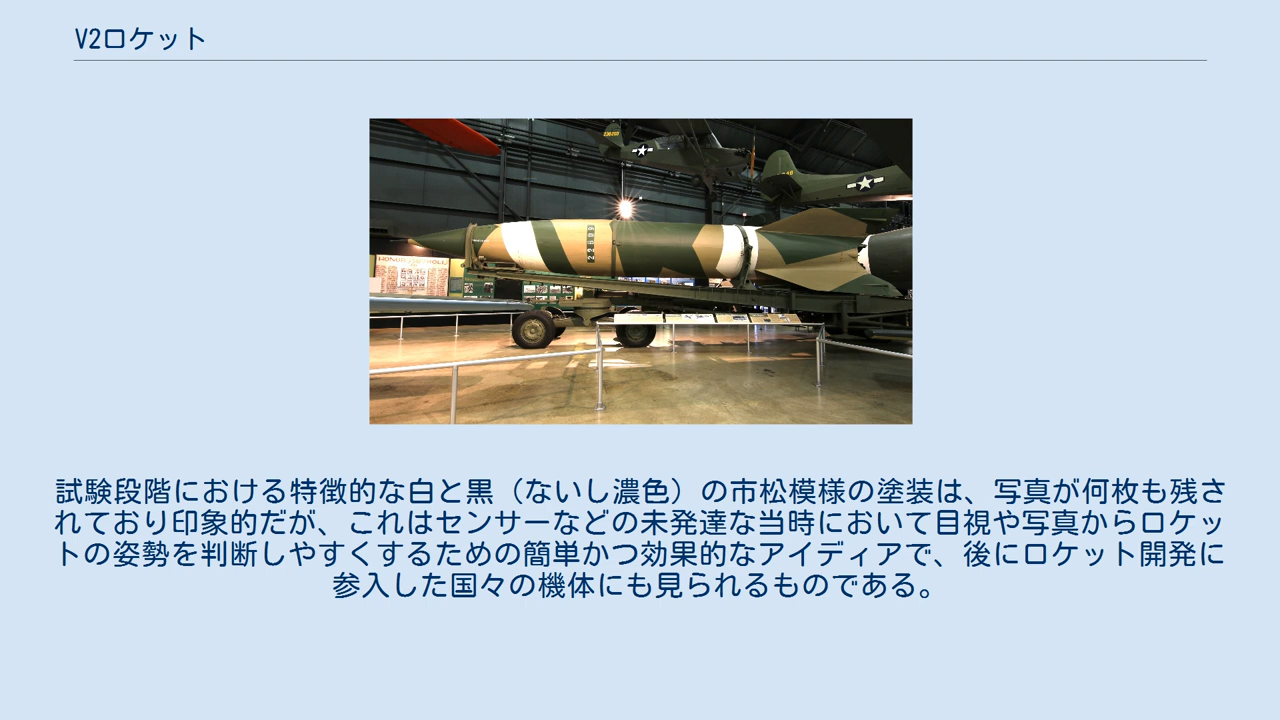 V2ロケット
HONOR ROLL
試験段階における特徴的な白と黒（ないし濃色）の市松模様の塗装は、写真が何枚も残さ
れており印象的だが、これはセンサーなどの未発達な当時において目視や写真からロケッ
トの姿勢を判断しやすくするための簡単かつ効果的なアイディアで、後にロケット開発に
参入した国々の機体にも見られるものである。